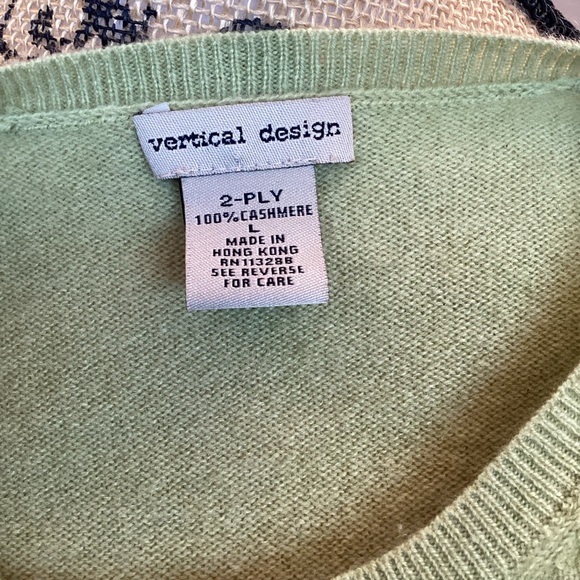 vertical design
2-PLY
100%CASHMERE
L
MADE IN
HONG KONG
RN113288
SEE REVERSE
FOR CARE